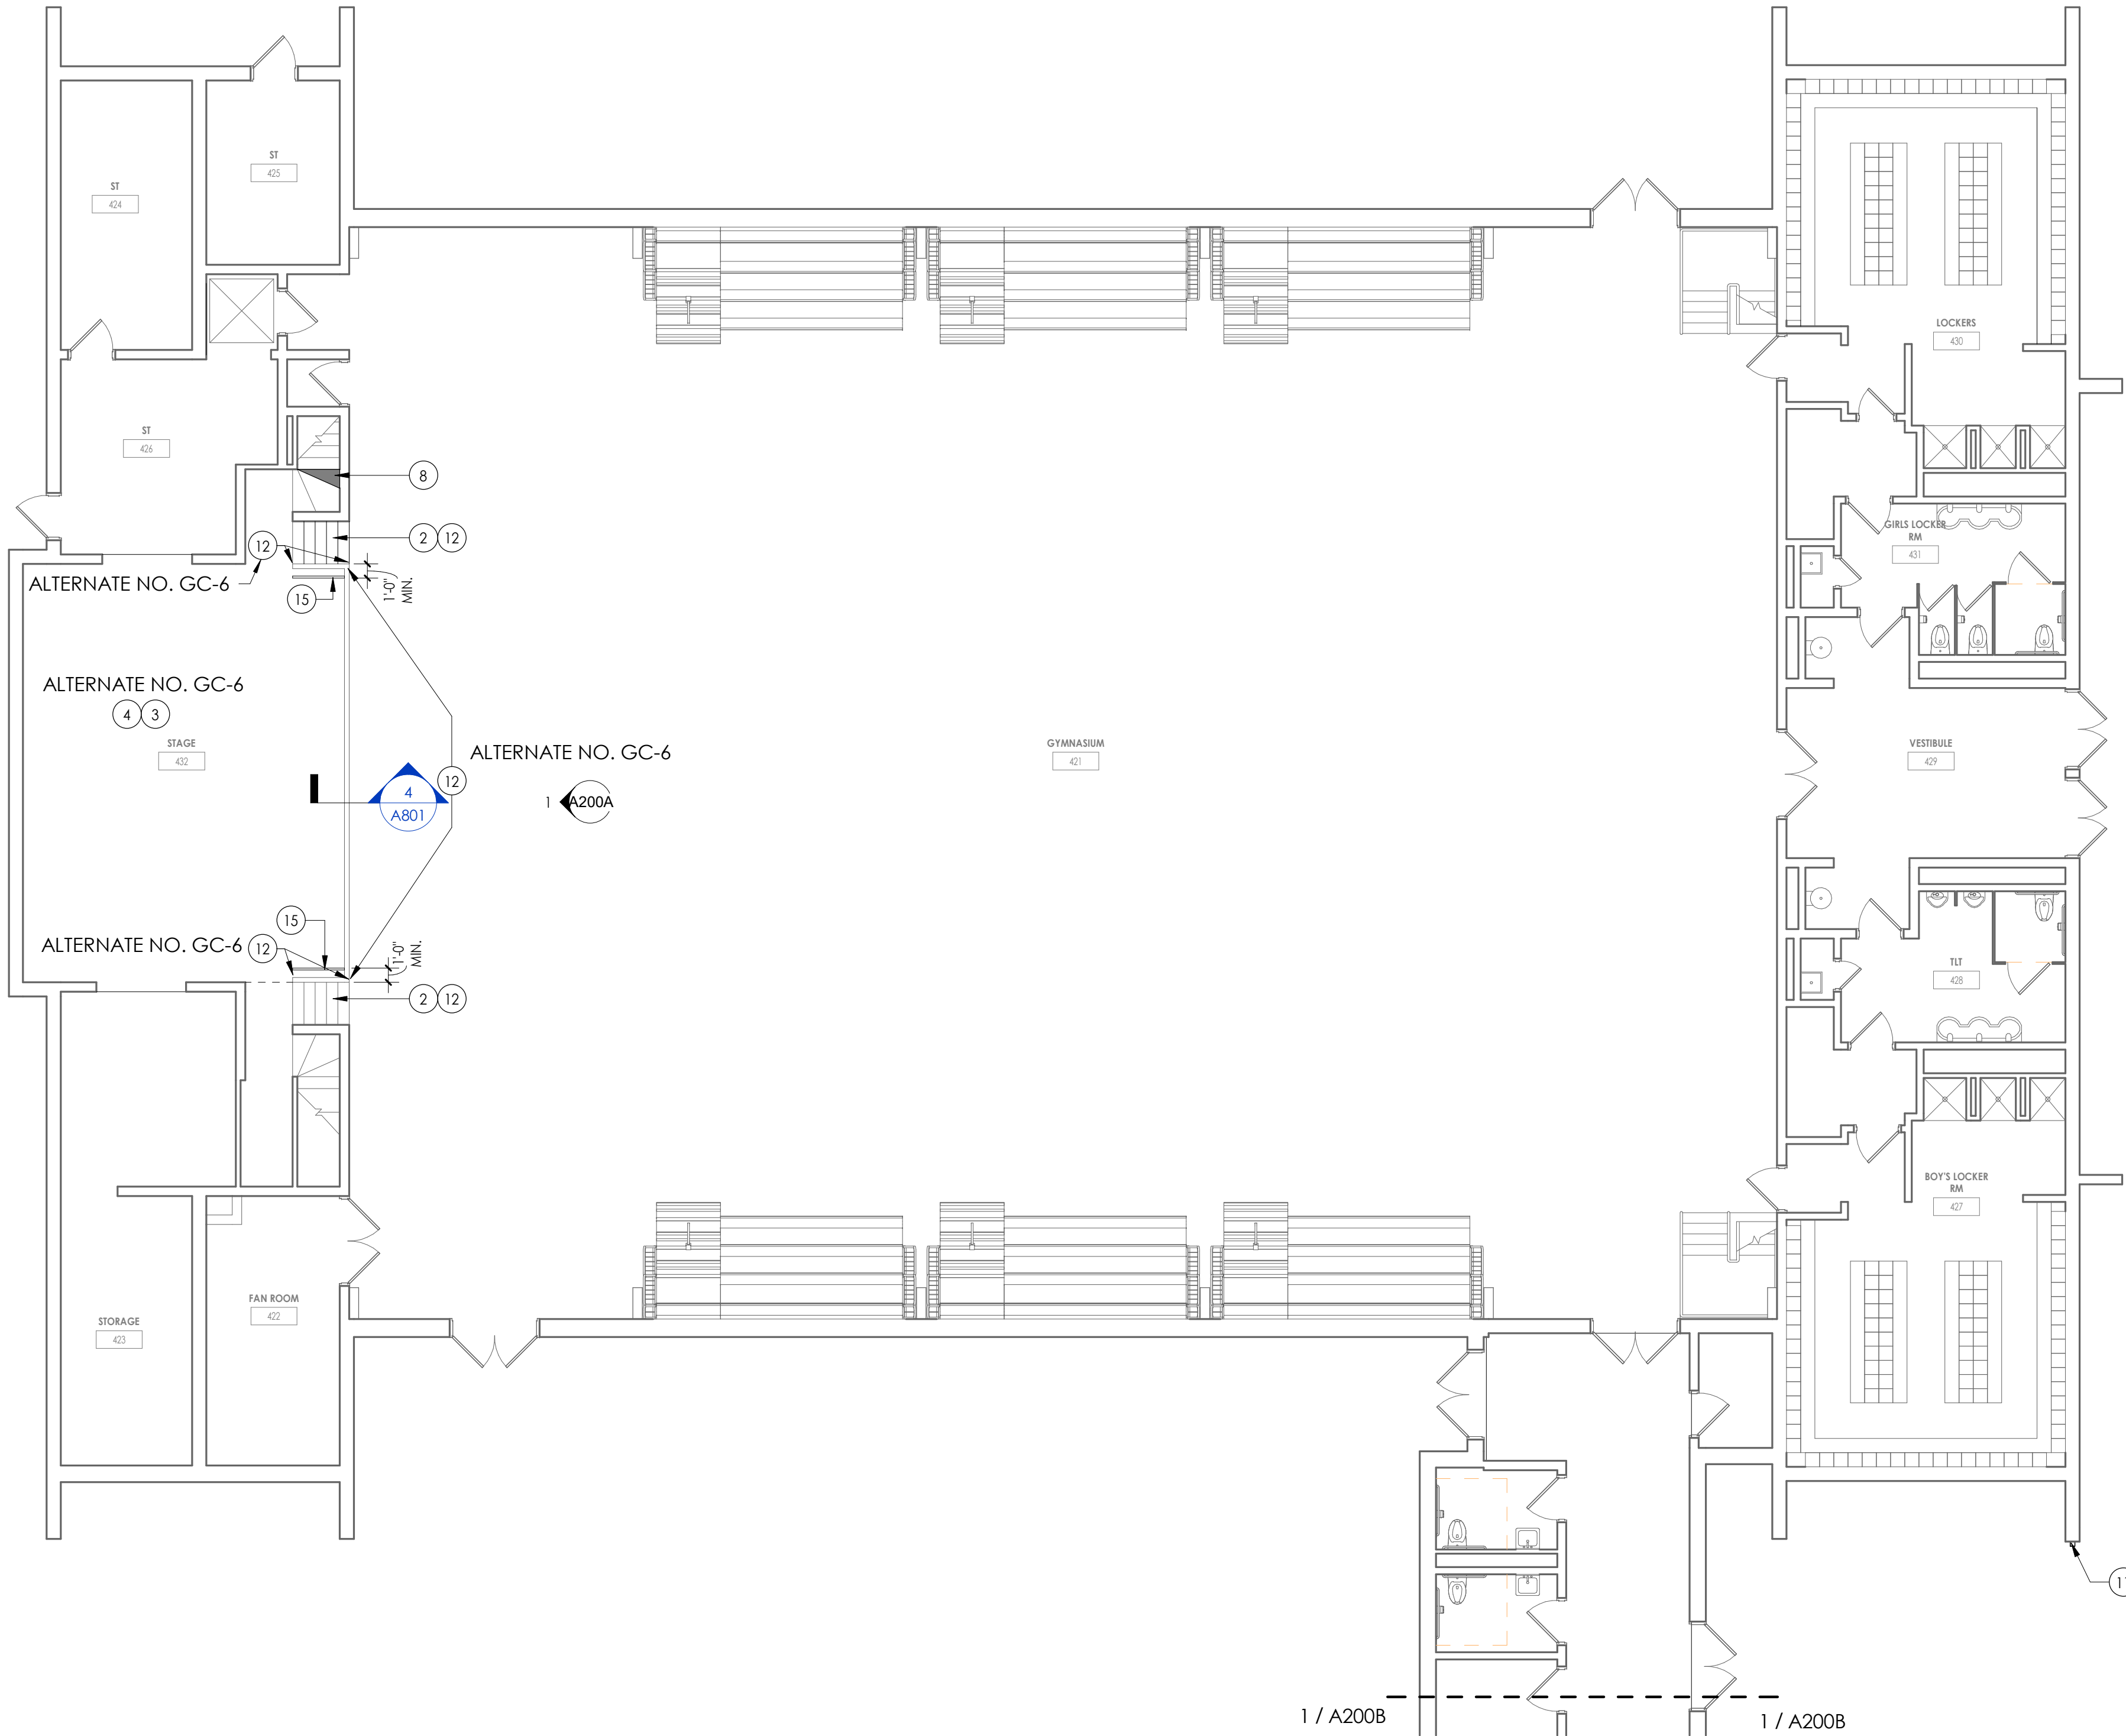 ST
425
ST
424
LOCKERS
430
ST
426
8
2 12
12
ALTERNATE NO. GC-6
15
1'-0"
MIN.
GIRLS LOCKER
RM
431
ALTERNATE NO. GC-6
4 3
STAGE
432
GYMNASIUM
421
VESTIBULE
429
ALTERNATE NO. GC-6
12
4
A801
1 A200A
15
ALTERNATE NO. GC-6 12
1'-0"
MIN.
2 12
TLT
428
BOY'S LOCKER
RM
427
FAN ROOM
422
STORAGE
423
1 / A200B
1 / A200B